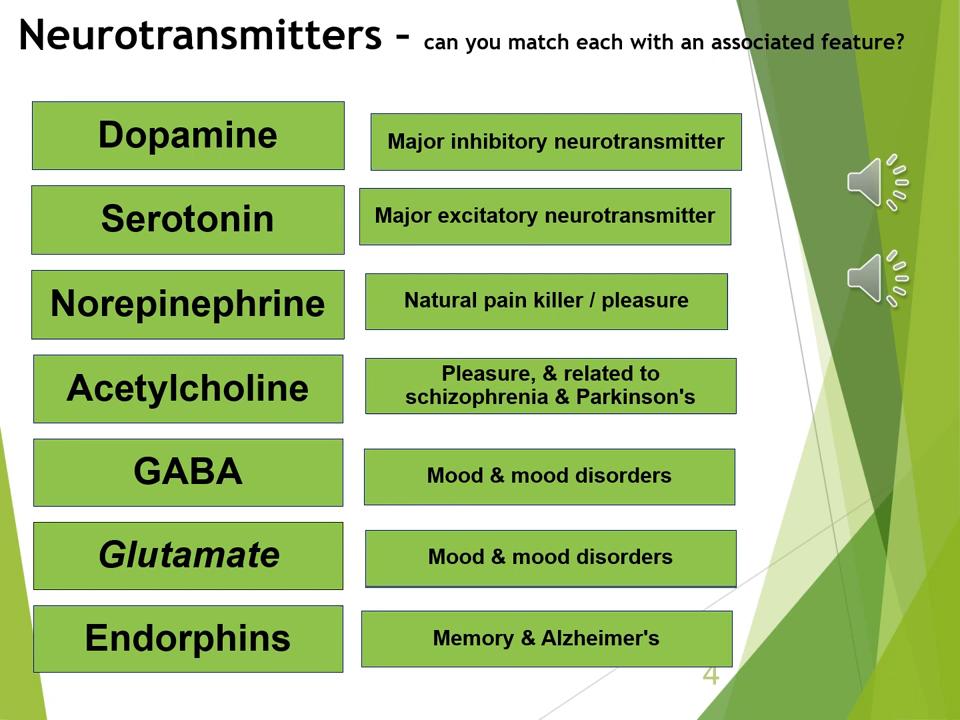 Neurotransmitters – can you match each with an associated feature?
Dopamine
Major inhibitory neurotransmitter
Serotonin
Major excitatory neurotransmitter
Norepinephrine
Natural pain killer / pleasure
Acetylcholine
Pleasure, & related to
schizophrenia & Parkinson's
GABA
Mood & mood disorders
Glutamate
Mood & mood disorders
Endorphins
Memory & Alzheimer's
4